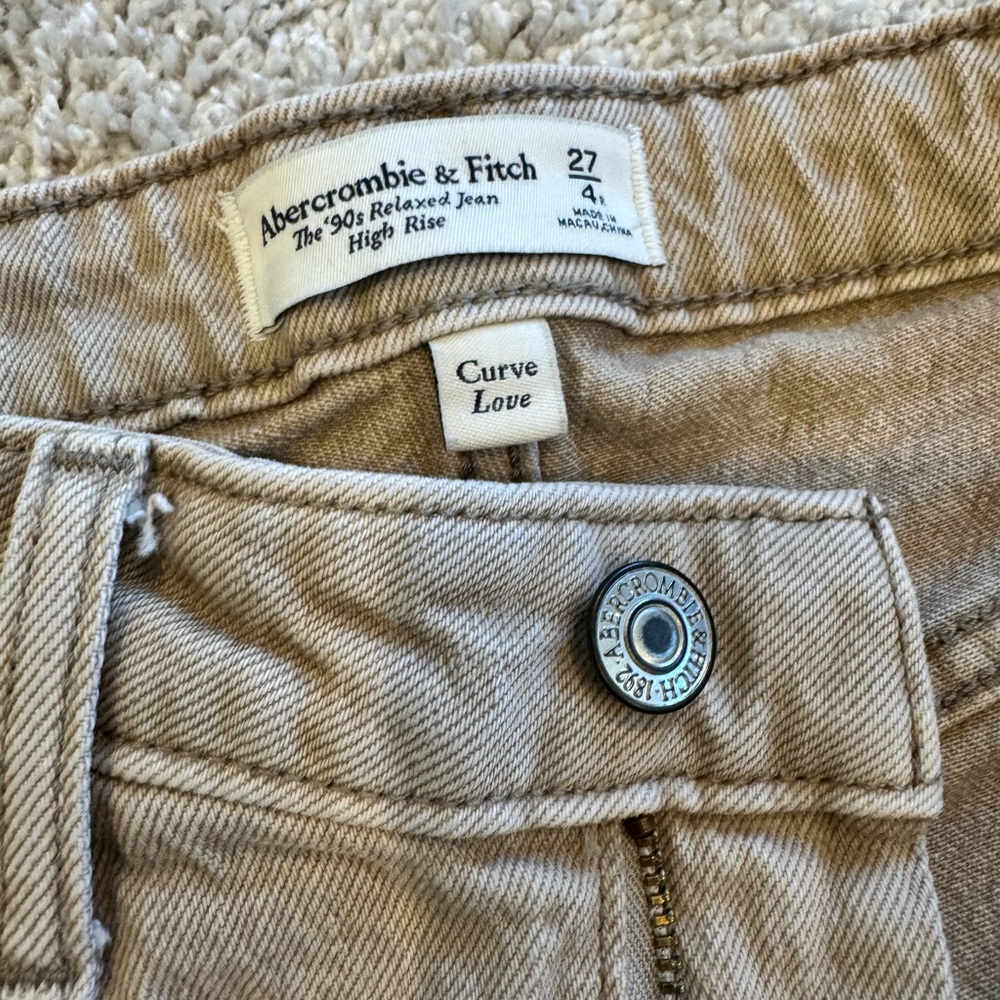 Abercrombie & Fitch
The '90s Relaxed Jean
High Rise
27
4R
MADE IN
MACAU, CHINA
Curve
Love
ABERCROMBIE & FITCH · 1892 ·